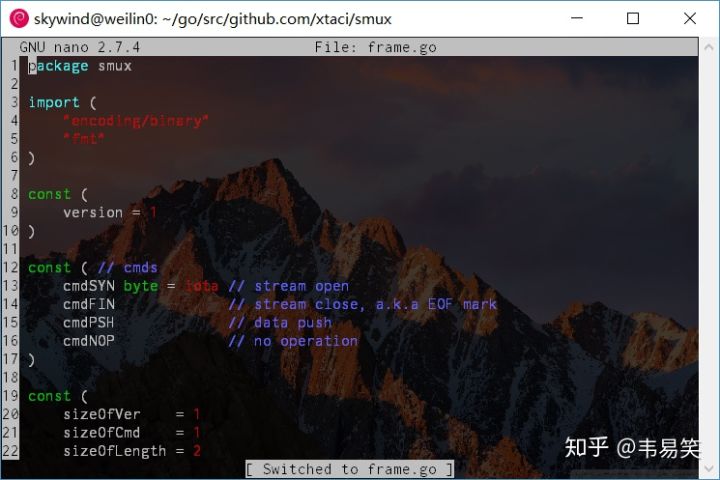 skywind@weilin0: ~/go/src/github.com/xtaci/smux
GNU nano 2.7.4 File: frame.go
1 package smux
2
3 import (
4     "encoding/binary"
5     "fmt"
6 )
7
8 const (
9     version = 1
10 )
11
12 const ( // cmds
13     cmdSYN byte = iota // stream open
14     cmdFIN             // stream close, a.k.a EOF mark
15     cmdPSH             // data push
16     cmdNOP             // no operation
17 )
18
19 const (
20     sizeOfVer    = 1
21     sizeOfCmd    = 1
22     sizeOfLength = 2
[ Switched to frame.go ]
知乎 @韦易笑